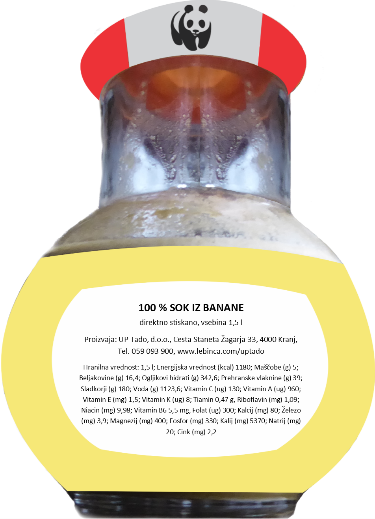 100 % SOK IZ BANANE
direktno stiskano, vsebina 1,5 l
Proizvaja: UP Tado, d.o.o., Cesta Staneta Žagarja 33, 4000 Kranj,
Tel. 059 093 900, www.lebinca.com/uptado
Hranilna vrednost: 1,5 l; Energijska vrednost (kcal) 1180; Maščobe (g) 5;
Beljakovine (g) 16,4; Ogljikovi hidrati (g) 342,6; Prehranske vlaknine (g) 39;
Sladkorji (g) 180; Voda (g) 1123,6; Vitamin C (mg) 130; Vitamin A (ug) 960;
Vitamin E (mg) 1,5; Vitamin K (ug) 8; Tiamin 0,47 g, Riboflavin (mg) 1,09;
Niacin (mg) 9,98; Vitamin B6 5,5 mg, Folat (ug) 300; Kalcij (mg) 80; Železo
(mg) 3,9; Magnezij (mg) 400; Fosfor (mg) 330; Kalij (mg) 5370; Natrij (mg)
20; Cink (mg) 2,2